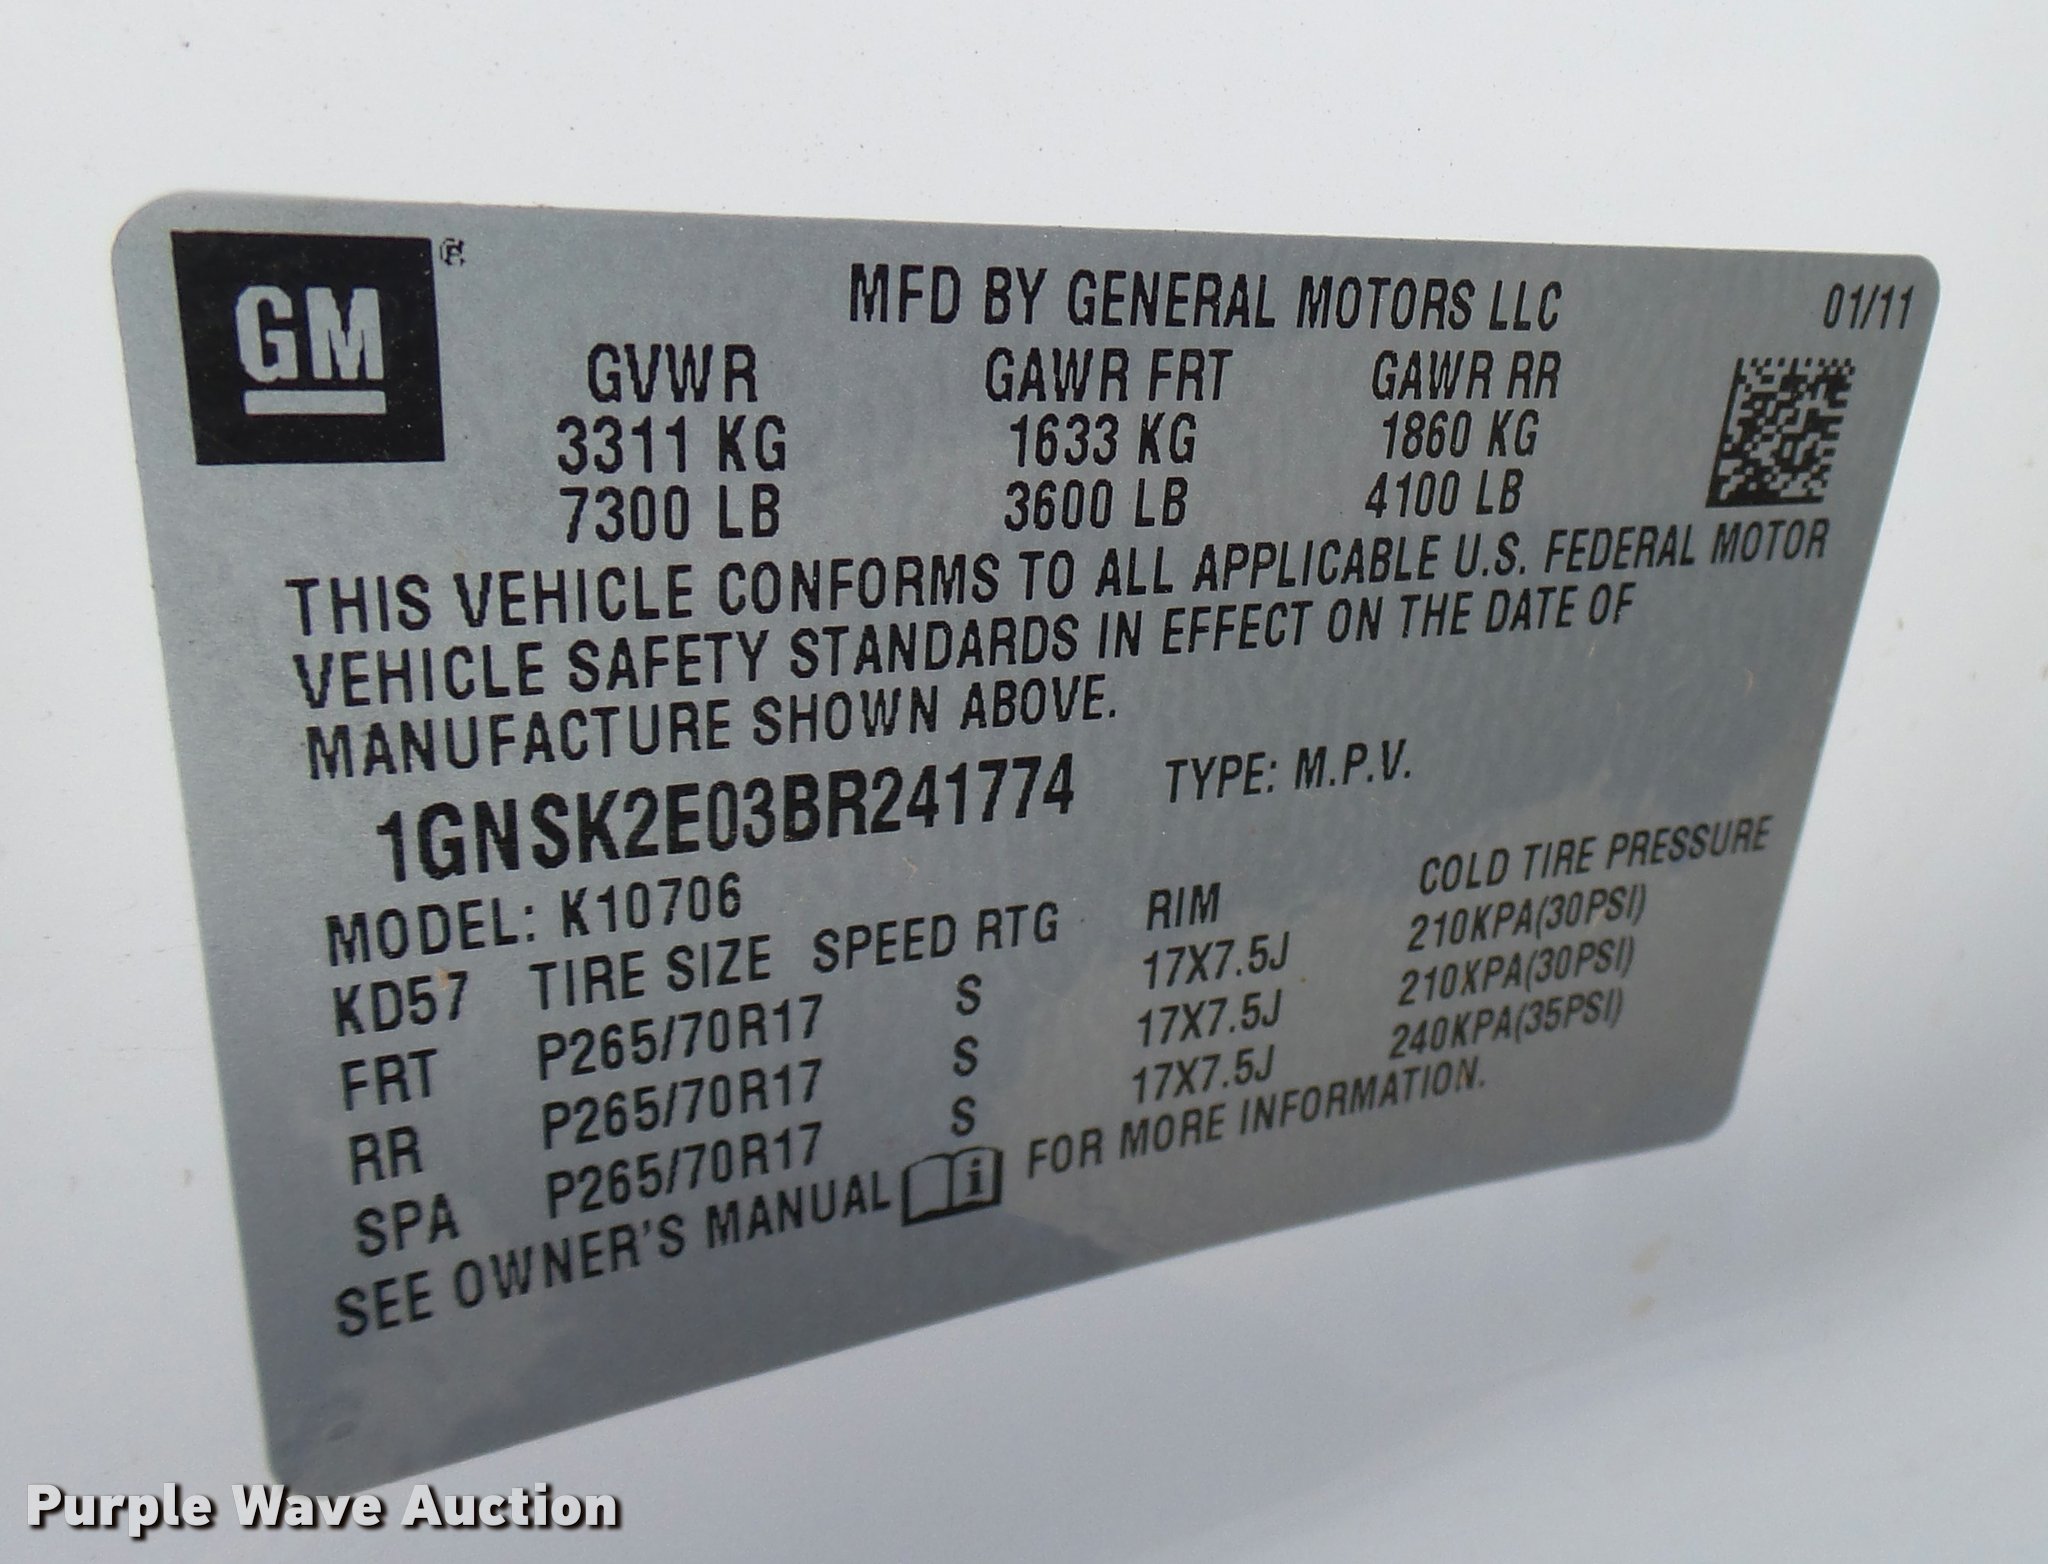 GM ®
MFD BY GENERAL MOTORS LLC 01/11
GVWR GAWR FRT GAWR RR
3311 KG 1633 KG 1860 KG
7300 LB 3600 LB 4100 LB
THIS VEHICLE CONFORMS TO ALL APPLICABLE U.S. FEDERAL MOTOR
VEHICLE SAFETY STANDARDS IN EFFECT ON THE DATE OF
MANUFACTURE SHOWN ABOVE.
1GNSK2E03BR241774 TYPE: M.P.V.
MODEL: K10706
KD57 TIRE SIZE SPEED RTG RIM COLD TIRE PRESSURE
FRT P265/70R17 S 17X7.5J 210KPA(30PSI)
RR P265/70R17 S 17X7.5J 210KPA(30PSI)
SPA P265/70R17 S 17X7.5J 240KPA(35PSI)
SEE OWNER'S MANUAL i FOR MORE INFORMATION.
Purple Wave Auction